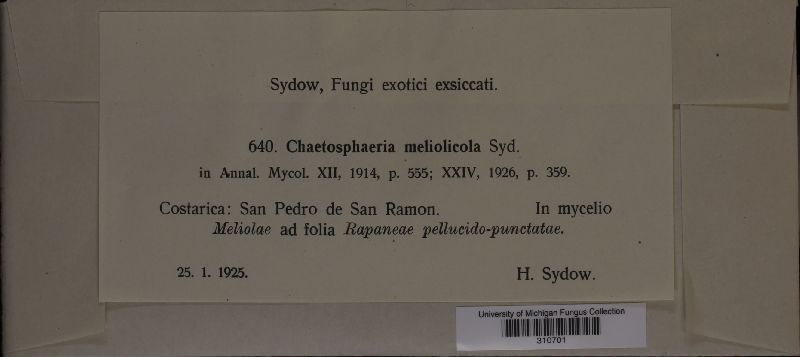 Sydow, Fungi exotici exsiccati.
640. Chaetosphaeria meliolicola Syd.
in Annal. Mycol. XII, 1914, p. 555; XXIV, 1926, p. 359.
Costarica: San Pedro de San Ramon. In mycelio
Meliolae ad folia Rapaneae pellucido-punctatae.
25. 1. 1925. H. Sydow.
University of Michigan Fungus Collection
310701